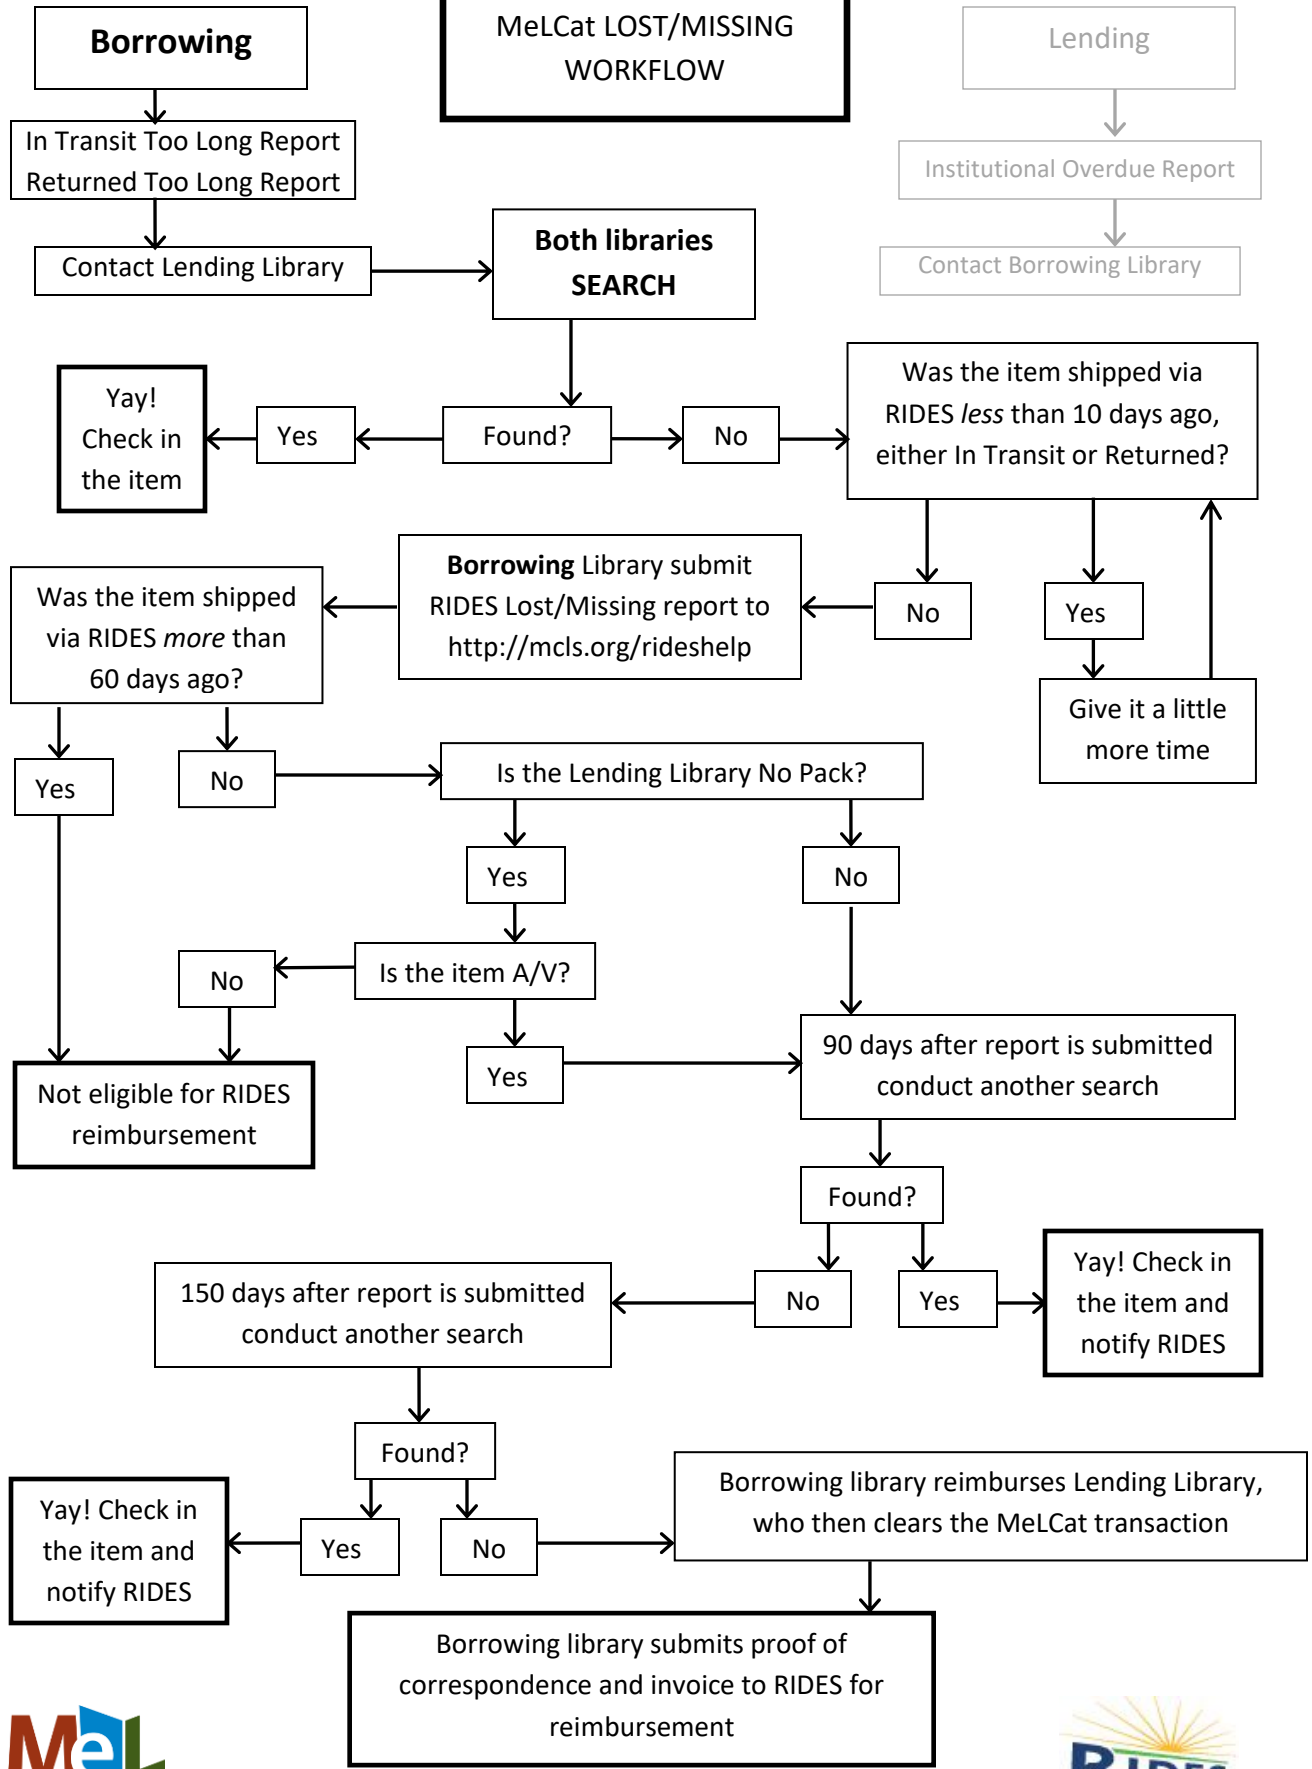 MeLCat LOST/MISSING
WORKFLOW
Borrowing
Lending
In Transit Too Long Report
Returned Too Long Report
Institutional Overdue Report
Contact Lending Library
Both libraries
SEARCH
Contact Borrowing Library
Yay!
Check in
the item
Yes
Found?
No
Was the item shipped via
RIDES less than 10 days ago,
either In Transit or Returned?
Was the item shipped
via RIDES more than
60 days ago?
Borrowing Library submit
RIDES Lost/Missing report to
http://mcls.org/rideshelp
No
Yes
Give it a little
more time
Yes
No
Is the Lending Library No Pack?
Yes
No
No
Is the item A/V?
Yes
90 days after report is submitted
conduct another search
Not eligible for RIDES
reimbursement
Found?
150 days after report is submitted
conduct another search
No
Yes
Yay! Check in
the item and
notify RIDES
Found?
Yay! Check in
the item and
notify RIDES
Yes
No
Borrowing library reimburses Lending Library,
who then clears the MeLCat transaction
Borrowing library submits proof of
correspondence and invoice to RIDES for
reimbursement
MeL
RIDES